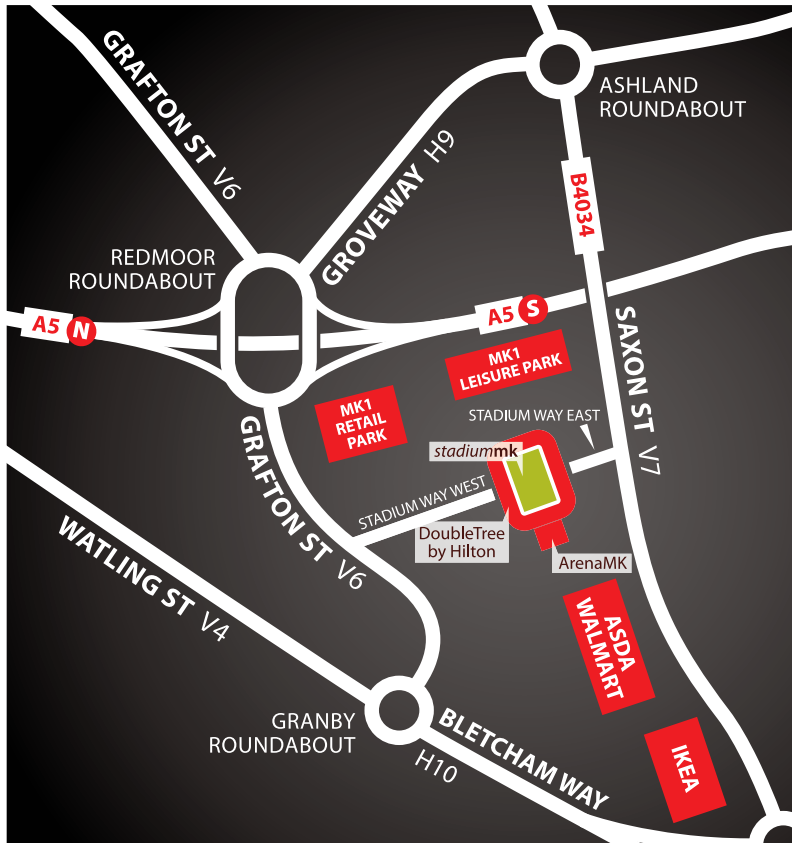 GRAFTON ST V6
ASHLAND
ROUNDABOUT
GROVEWAY H9
B4034
REDMOOR
ROUNDABOUT
A5 N
A5 S
SAXON ST V7
MK1
LEISURE PARK
MK1
RETAIL
PARK
STADIUM WAY EAST
stadiummk
STADIUM WAY WEST
GRAFTON ST V6
DoubleTree
by Hilton
ArenaMK
WATLING ST V4
ASDA
WALMART
GRANBY
ROUNDABOUT
BLETCHAM WAY
H10
IKEA